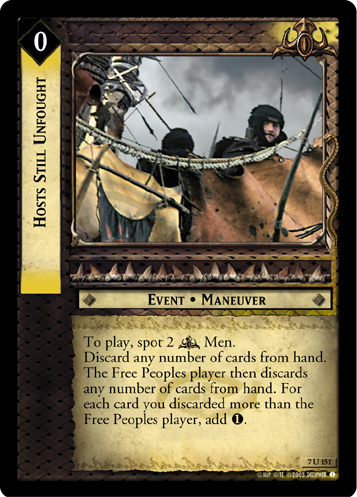 0
HOSTS STILL UNFOUGHT
EVENT • MANEUVER
To play, spot 2 Men.
Discard any number of cards from hand.
The Free Peoples player then discards
any number of cards from hand. For
each card you discarded more than the
Free Peoples player, add 1.
7 U 151